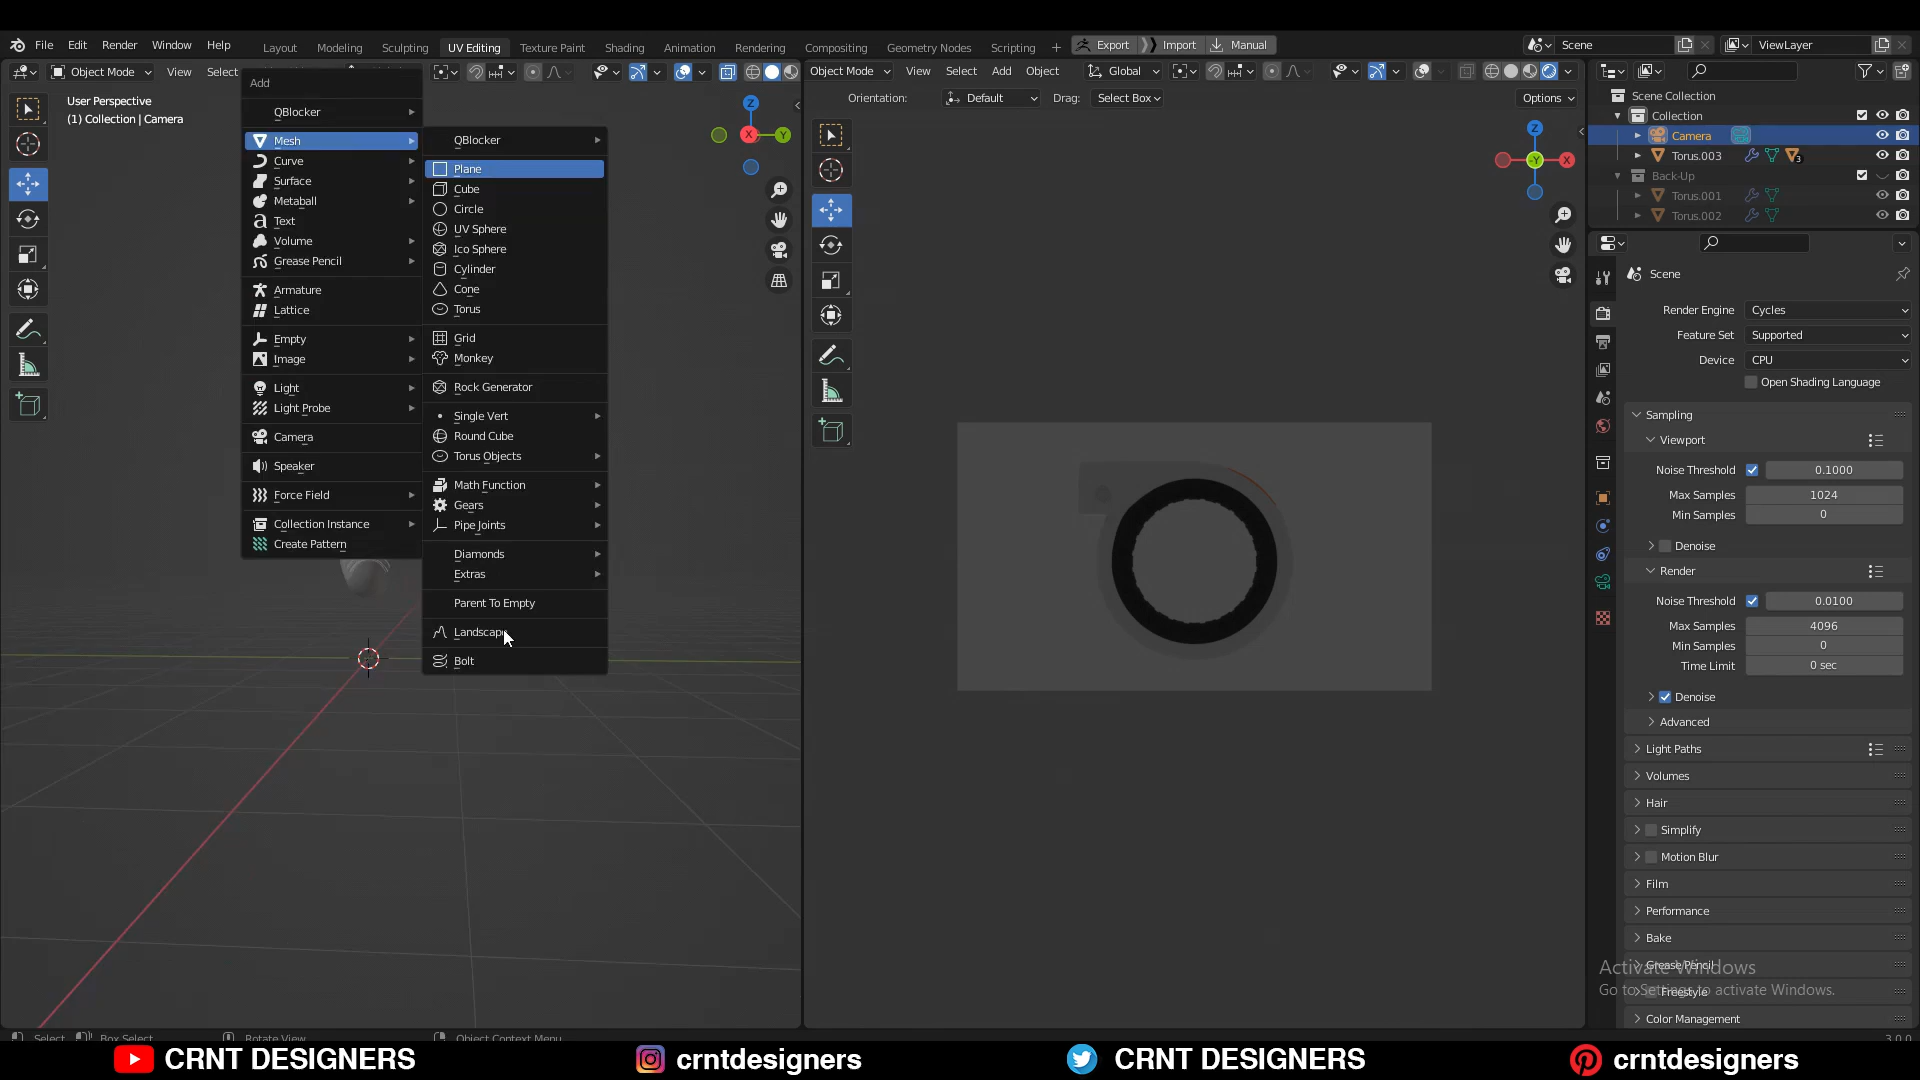 File Edit Render Window Help
Layout Modeling Sculpting UV Editing Texture Paint Shading Animation Rendering Compositing Geometry Nodes Scripting +
Export Import Manual
Scene ViewLayer
Object Mode View Select
Object Mode View Select Add Object Global
Orientation: Default Drag: Select Box Options
User Perspective
(1) Collection | Camera
Add
QBlocker
Mesh
Curve
Surface
Metaball
Text
Volume
Grease Pencil
Armature
Lattice
Empty
Image
Light
Light Probe
Camera
Speaker
Force Field
Collection Instance
Create Pattern
QBlocker
Plane
Cube
Circle
UV Sphere
Ico Sphere
Cylinder
Cone
Torus
Grid
Monkey
Rock Generator
Single Vert
Round Cube
Torus Objects
Math Function
Gears
Pipe Joints
Diamonds
Extras
Parent To Empty
Landscape
Bolt
Z
X
Y
Z
-Y
X
Scene Collection
Collection
Camera
Torus.003
3
Back-Up
Torus.001
Torus.002
Scene
Render Engine Cycles
Feature Set Supported
Device CPU
Open Shading Language
Sampling
Viewport
Noise Threshold 0.1000
Max Samples 1024
Min Samples 0
Denoise
Render
Noise Threshold 0.0100
Max Samples 4096
Min Samples 0
Time Limit 0 sec
Denoise
Advanced
Light Paths
Volumes
Hair
Simplify
Motion Blur
Film
Performance
Bake
Grease Pencil
Freestyle
Color Management
Activate Windows
Go to Settings to activate Windows.
Select Box Select Rotate View Object Context Menu
3.0.0
CRNT DESIGNERS crntdesigners CRNT DESIGNERS crntdesigners